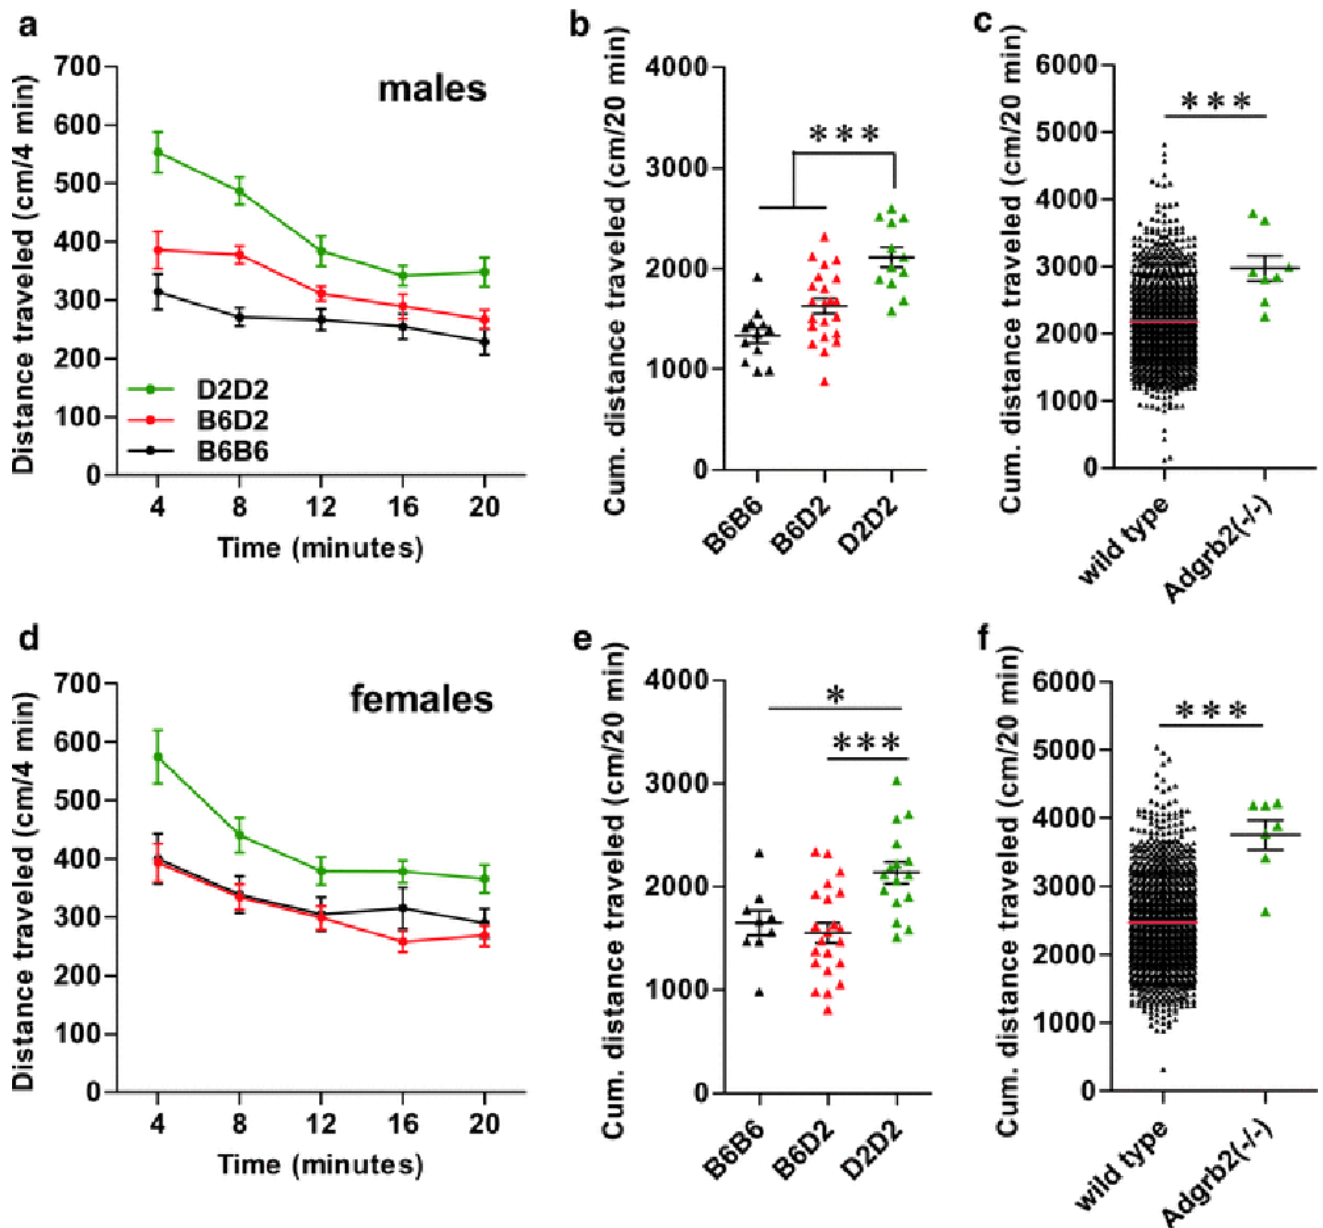 a
males
Distance traveled (cm/4 min)
700
600
500
400
300
200
100
0
D2D2
B6D2
B6B6
4 8 12 16 20
Time (minutes)
b
Cum. distance traveled (cm/20 min)
4000
3000
2000
1000
0
***
B6B6
B6D2
D2D2
c
Cum. distance traveled (cm/20 min)
6000
5000
4000
3000
2000
1000
0
***
wild type
Adgrb2(-/-)
d
females
Distance traveled (cm/4 min)
700
600
500
400
300
200
100
0
4 8 12 16 20
Time (minutes)
e
Cum. distance traveled (cm/20 min)
4000
3000
2000
1000
0
*
***
B6B6
B6D2
D2D2
f
Cum. distance traveled (cm/20 min)
6000
5000
4000
3000
2000
1000
0
***
wild type
Adgrb2(-/-)